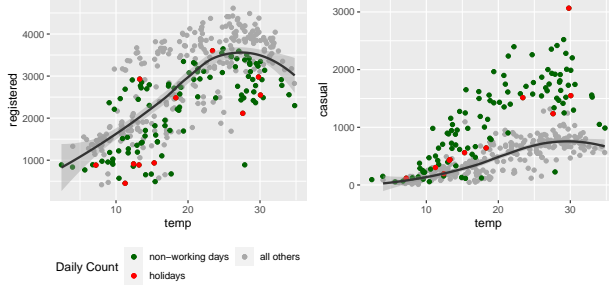 4000
3000
2000
1000
registered
10
20
30
temp
3000
2000
1000
0
casual
10
20
30
temp
Daily Count
non−working days
all others
holidays